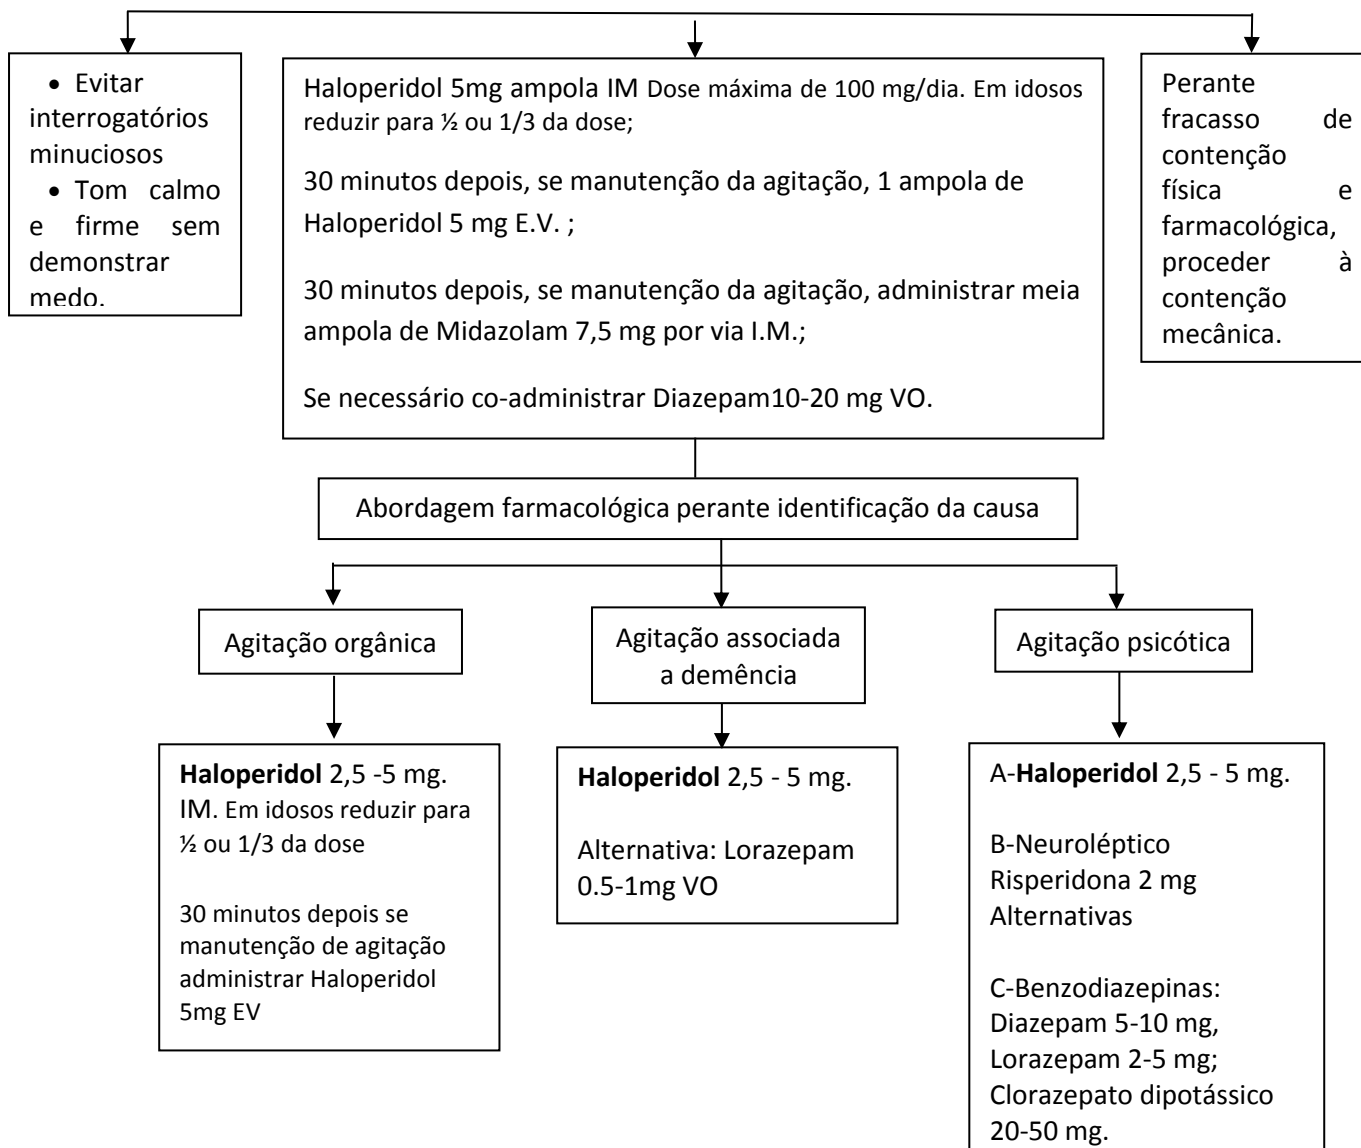 • Evitar
interrogatórios
minuciosos
• Tom calmo
e firme sem
demonstrar
medo.
Haloperidol 5mg ampola IM Dose máxima de 100 mg/dia. Em idosos
reduzir para ½ ou 1/3 da dose;
30 minutos depois, se manutenção da agitação, 1 ampola de
Haloperidol 5 mg E.V. ;
30 minutos depois, se manutenção da agitação, administrar meia
ampola de Midazolam 7,5 mg por via I.M.;
Se necessário co-administrar Diazepam10-20 mg VO.
Perante
fracasso de
contenção
física e
farmacológica,
proceder à
contenção
mecânica.
Abordagem farmacológica perante identificação da causa
Agitação orgânica
Agitação associada
a demência
Agitação psicótica
Haloperidol 2,5 -5 mg.
IM. Em idosos reduzir para
½ ou 1/3 da dose
30 minutos depois se
manutenção de agitação
administrar Haloperidol
5mg EV
Haloperidol 2,5 - 5 mg.
Alternativa: Lorazepam
0.5-1mg VO
A-Haloperidol 2,5 - 5 mg.
B-Neuroléptico
Risperidona 2 mg
Alternativas
C-Benzodiazepinas:
Diazepam 5-10 mg,
Lorazepam 2-5 mg;
Clorazepato dipotássico
20-50 mg.